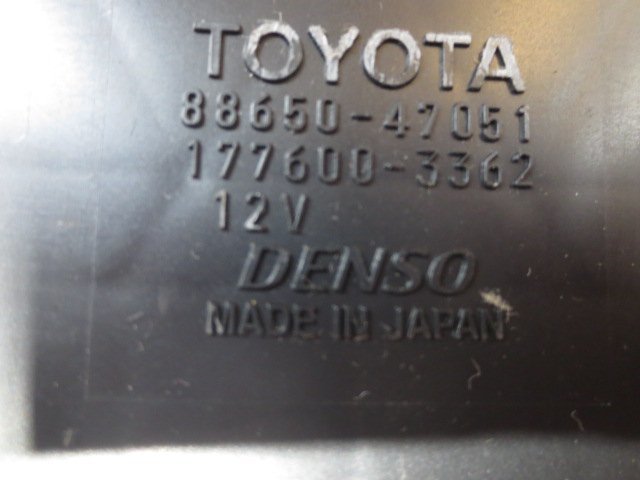 TOYOTA
88650-47051
177600-3362
12V
DENSO
MADE IN JAPAN